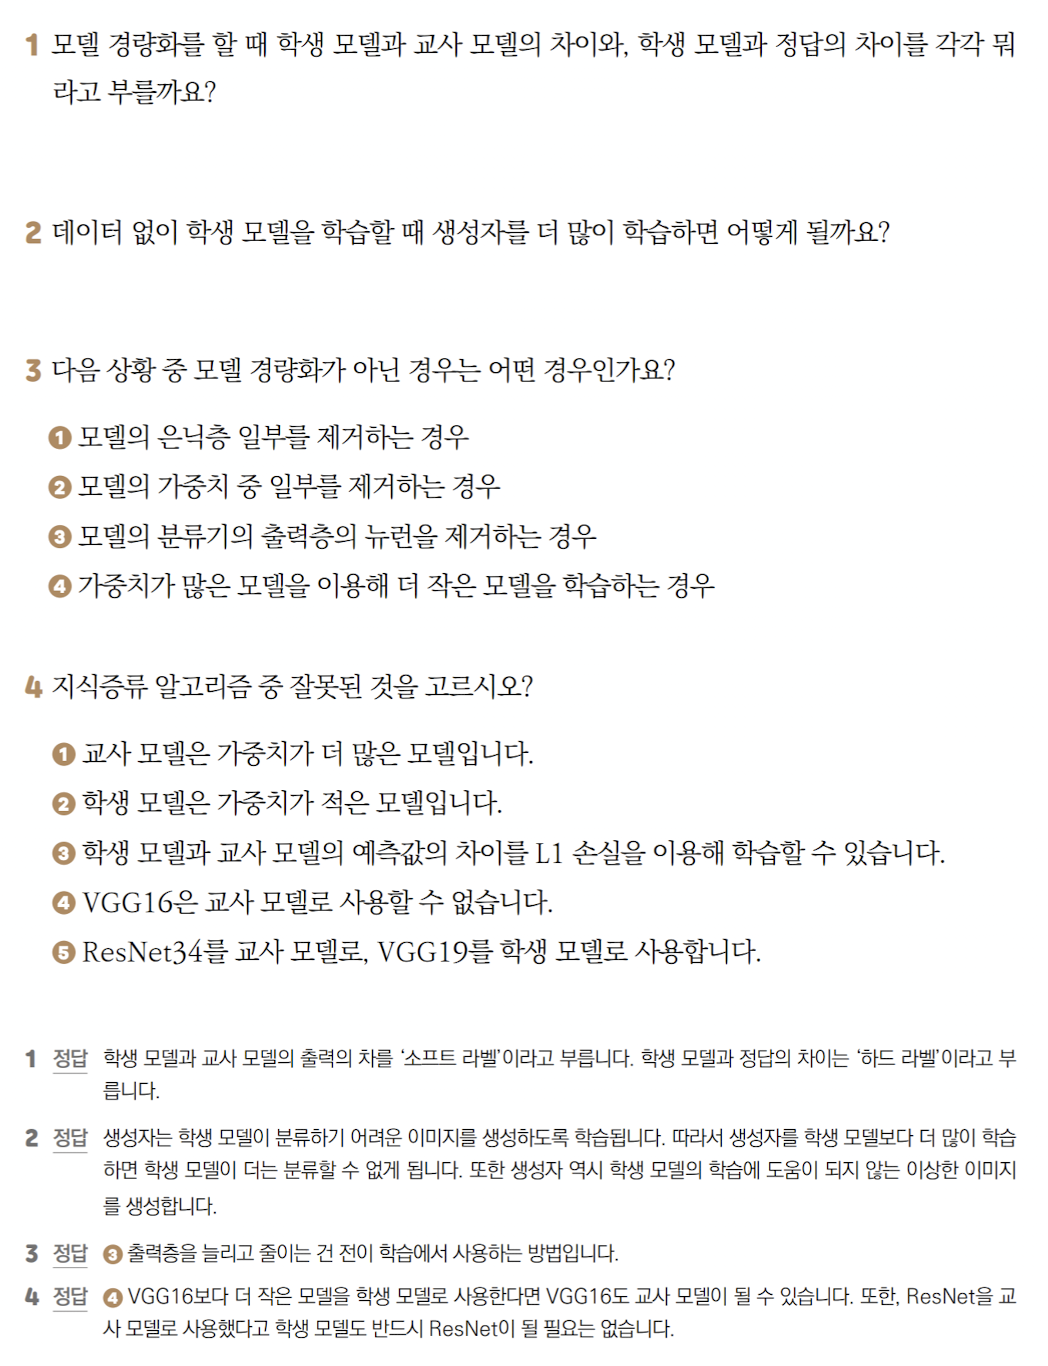 1 모델 경량화를 할 때 학생 모델과 교사 모델의 차이와, 학생 모델과 정답의 차이를 각각 뭐
라고 부를까요?
2 데이터 없이 학생 모델을 학습할 때 생성자를 더 많이 학습하면 어떻게 될까요?
3 다음 상황 중 모델 경량화가 아닌 경우는 어떤 경우인가요?
❶ 모델의 은닉층 일부를 제거하는 경우
❷ 모델의 가중치 중 일부를 제거하는 경우
❸ 모델의 분류기의 출력층의 뉴런을 제거하는 경우
❹ 가중치가 많은 모델을 이용해 더 작은 모델을 학습하는 경우
4 지식증류 알고리즘 중 잘못된 것을 고르시오?
❶ 교사 모델은 가중치가 더 많은 모델입니다.
❷ 학생 모델은 가중치가 적은 모델입니다.
❸ 학생 모델과 교사 모델의 예측값의 차이를 L1 손실을 이용해 학습할 수 있습니다.
❹ VGG16은 교사 모델로 사용할 수 없습니다.
❺ ResNet34를 교사 모델로, VGG19를 학생 모델로 사용합니다.
1 정답 학생 모델과 교사 모델의 출력의 차를 ‘소프트 라벨’이라고 부릅니다. 학생 모델과 정답의 차이는 ‘하드 라벨’이라고 부
릅니다.
2 정답 생성자는 학생 모델이 분류하기 어려운 이미지를 생성하도록 학습됩니다. 따라서 생성자를 학생 모델보다 더 많이 학습
하면 학생 모델이 더는 분류할 수 없게 됩니다. 또한 생성자 역시 학생 모델의 학습에 도움이 되지 않는 이상한 이미지
를 생성합니다.
3 정답 ❸ 출력층을 늘리고 줄이는 건 전이 학습에서 사용하는 방법입니다.
4 정답 ❹ VGG16보다 더 작은 모델을 학생 모델로 사용한다면 VGG16도 교사 모델이 될 수 있습니다. 또한, ResNet을 교
사 모델로 사용했다고 학생 모델도 반드시 ResNet이 될 필요는 없습니다.